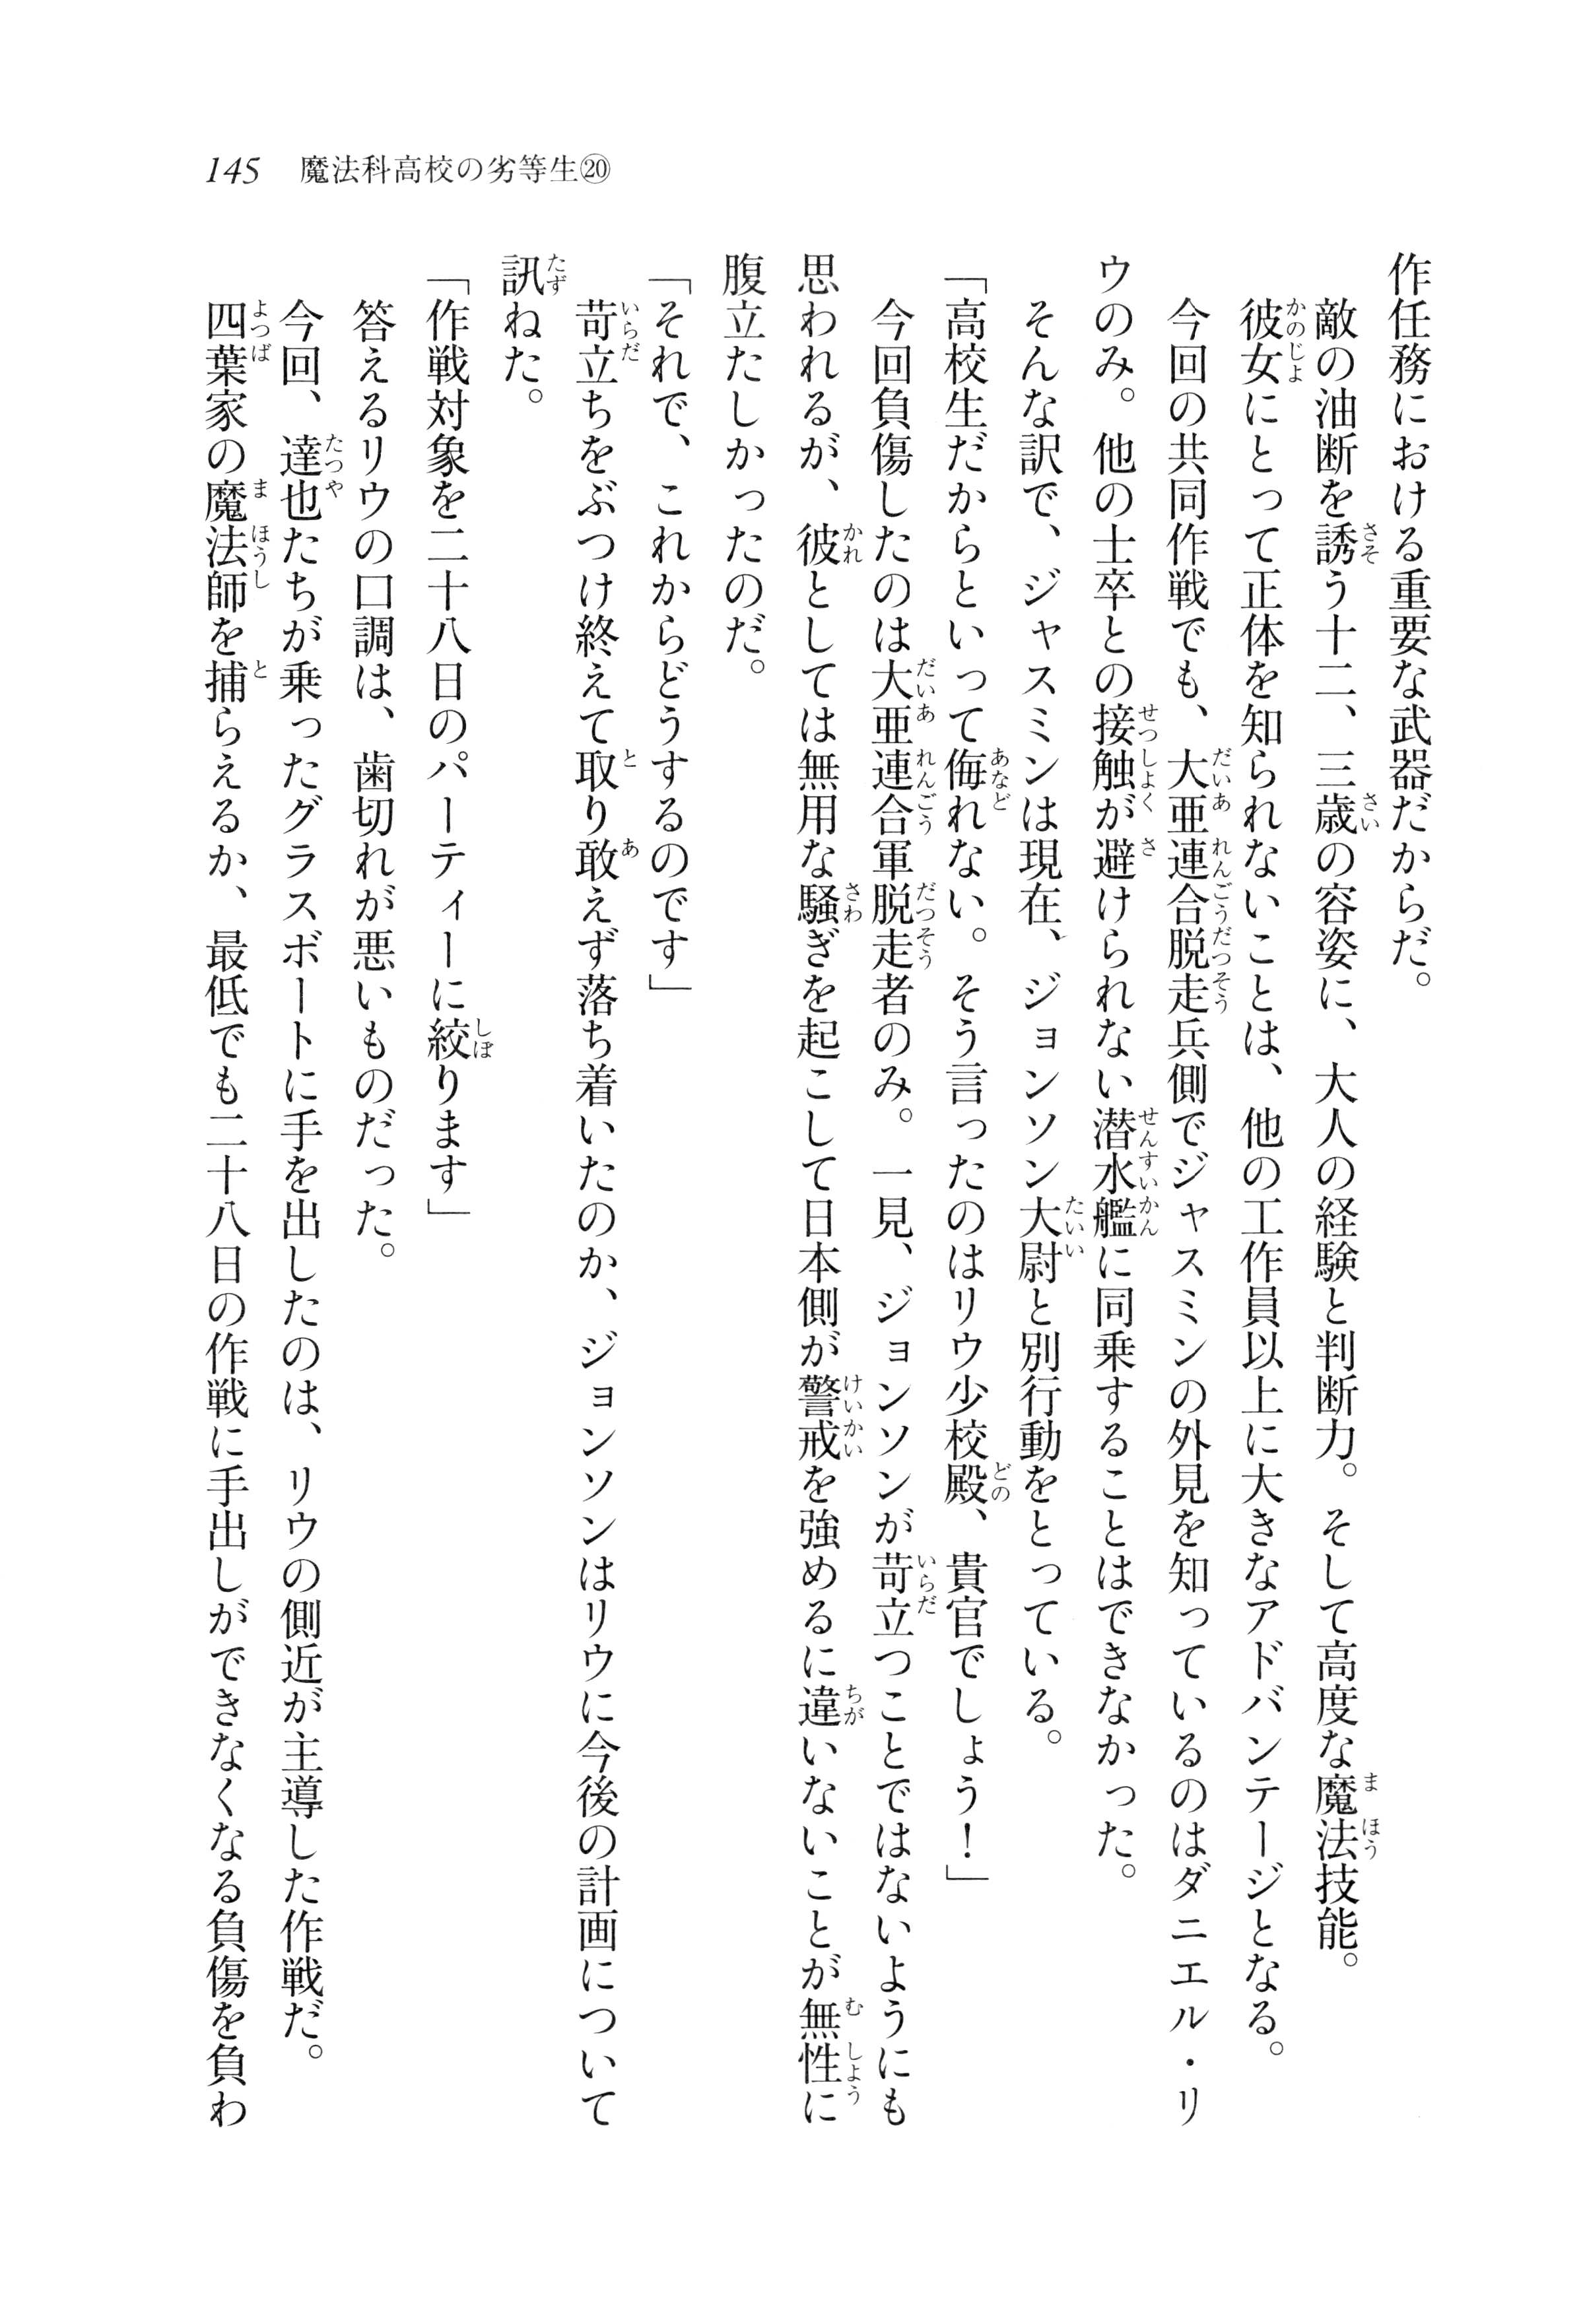 145 魔法科高校の劣等生⑳
作任務における重要な武器だからだ。
敵の油断を誘う十二、三歳の容姿に、大人の経験と判断力。そして高度な魔法技能。
彼女にとって正体を知られないことは、他の工作員以上に大きなアドバンテージとなる。
今回の共同作戦でも、大亜連合脱走兵側でジャスミンの外見を知っているのはダニエル・リ
ウのみ。他の士卒との接触が避けられない潜水艦に同乗することはできなかった。
そんな訳で、ジャスミンは現在、ジョンソン大尉と別行動をとっている。
「高校生だからといって侮れない。そう言ったのはリウ少校殿、貴官でしょう！」
今回負傷したのは大亜連合軍脱走者のみ。一見、ジョンソンが苛立つことではないようにも
思われるが、彼としては無用な騒ぎを起こして日本側が警戒を強めるに違いないことが無性に
腹立たしかったのだ。
「それで、これからどうするのです」
苛立ちをぶつけ終えて取り敢えず落ち着いたのか、ジョンソンはリウに今後の計画について
訊ねた。
「作戦対象を二十八日のパーティーに絞ります」
答えるリウの口調は、歯切れが悪いものだった。
今回、達也たちが乗ったグラスボートに手を出したのは、リウの側近が主導した作戦だ。
四葉家の魔法師を捕らえるか、最低でも二十八日の作戦に手出しができなくなる負傷を負わ